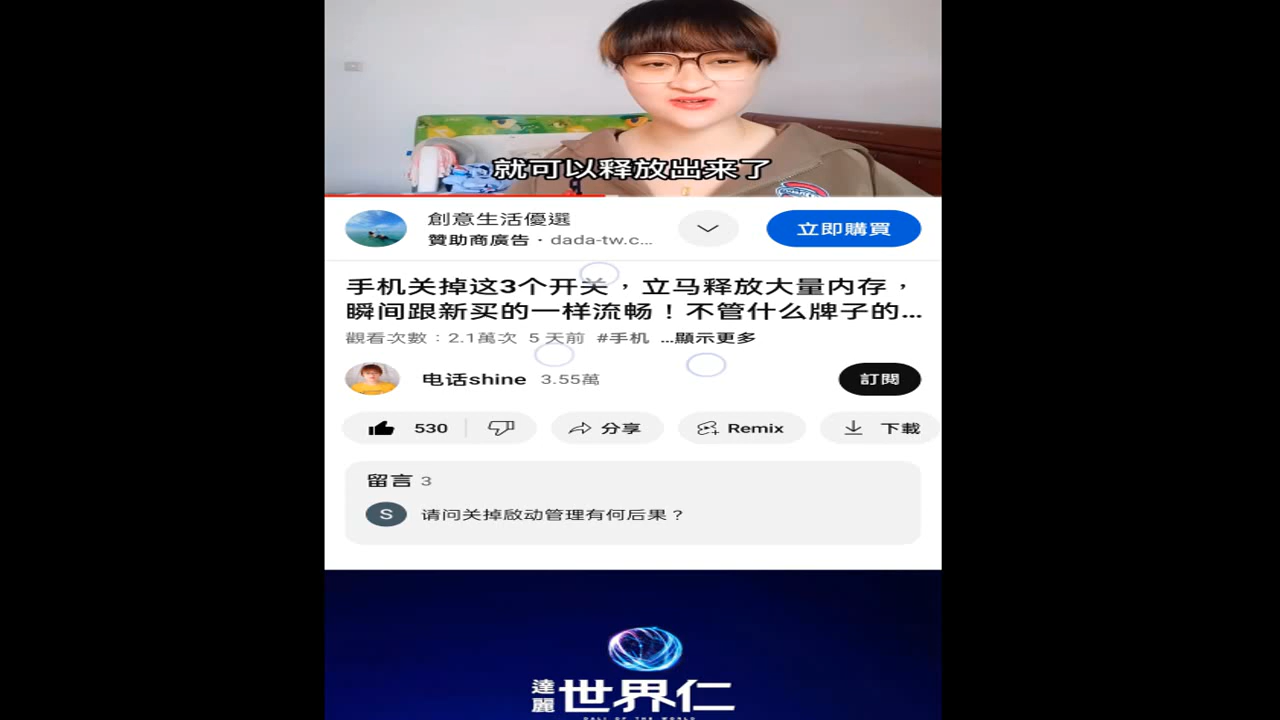 就可以释放出来了
創意生活優選
贊助商廣告・dada-tw.c...
立即購買
手机关掉这3个开关，立马释放大量内存，
瞬间跟新买的一样流畅！不管什么牌子的...
觀看次數：2.1萬次 5 天前 #手机 ...顯示更多
电话shine 3.55萬
訂閱
530 分享 Remix 下載
留言 3
S 请问关掉啟动管理有何后果？
達麗 世界仁